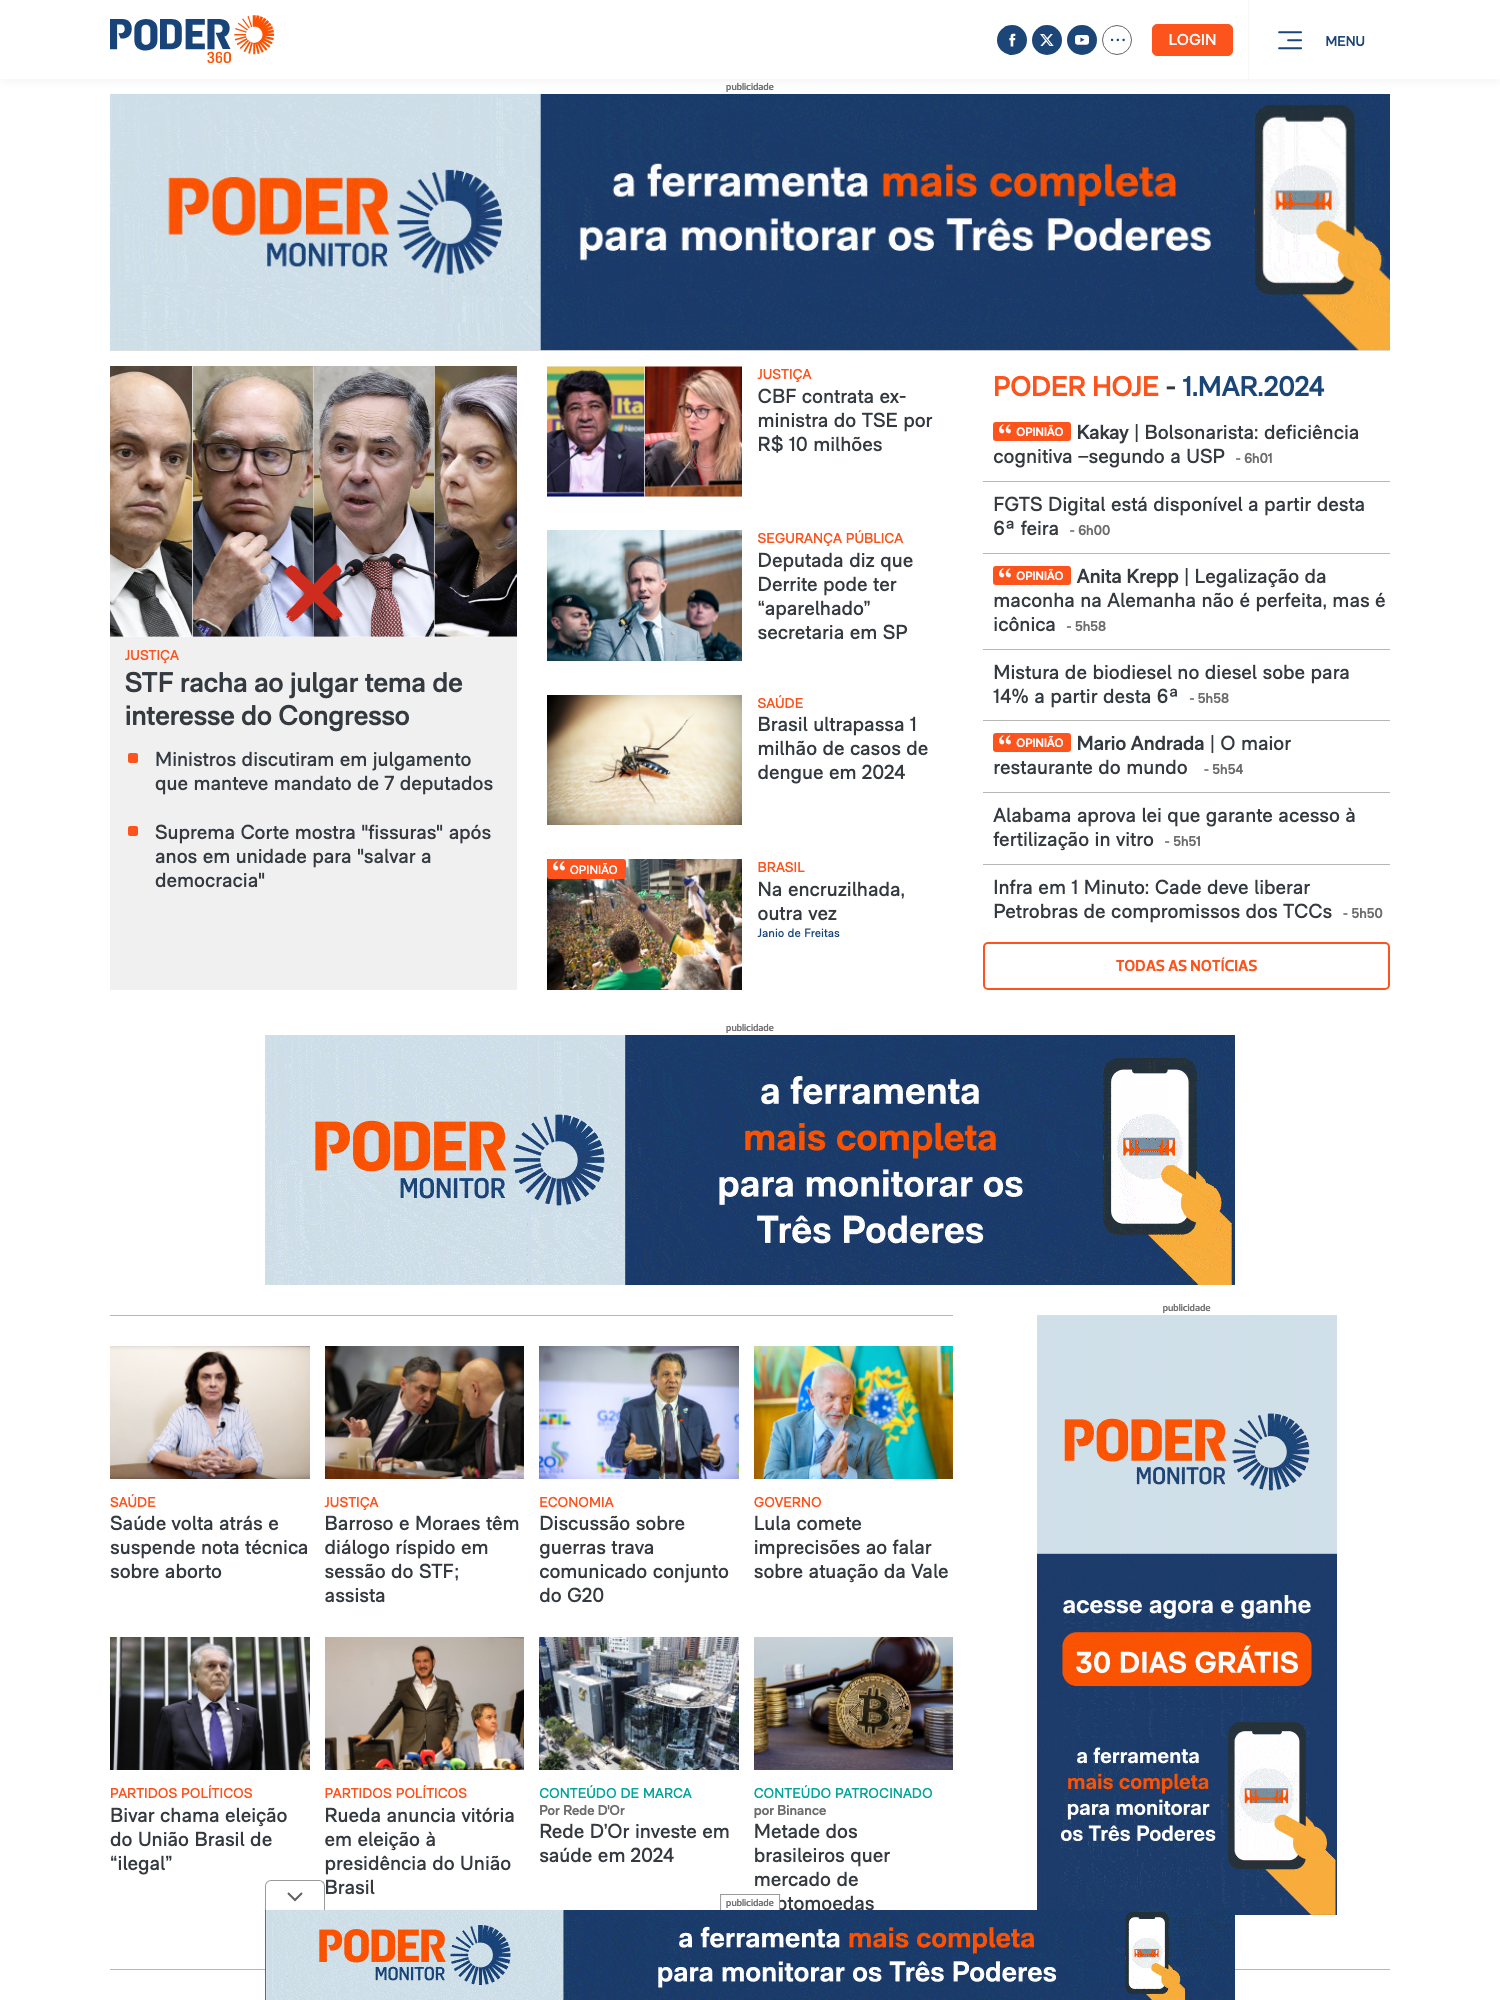 PODER
360
LOGIN
MENU
publicidade
PODER
MONITOR
a ferramenta mais completa
para monitorar os Três Poderes
JUSTIÇA
STF racha ao julgar tema de
interesse do Congresso
Ministros discutiram em julgamento
que manteve mandato de 7 deputados
Suprema Corte mostra "fissuras" após
anos em unidade para "salvar a
democracia"
Ita
JUSTIÇA
CBF contrata ex-
ministra do TSE por
R$ 10 milhões
SEGURANÇA PÚBLICA
Deputada diz que
Derrite pode ter
“aparelhado”
secretaria em SP
SAÚDE
Brasil ultrapassa 1
milhão de casos de
dengue em 2024
“ OPINIÃO
BRASIL
Na encruzilhada,
outra vez
Janio de Freitas
PODER HOJE - 1.MAR.2024
“ OPINIÃO Kakay | Bolsonarista: deficiência
cognitiva –segundo a USP - 6h01
FGTS Digital está disponível a partir desta
6ª feira - 6h00
“ OPINIÃO Anita Krepp | Legalização da
maconha na Alemanha não é perfeita, mas é
icônica - 5h58
Mistura de biodiesel no diesel sobe para
14% a partir desta 6ª - 5h58
“ OPINIÃO Mario Andrada | O maior
restaurante do mundo - 5h54
Alabama aprova lei que garante acesso à
fertilização in vitro - 5h51
Infra em 1 Minuto: Cade deve liberar
Petrobras de compromissos dos TCCs - 5h50
TODAS AS NOTÍCIAS
publicidade
PODER
MONITOR
a ferramenta
mais completa
para monitorar os
Três Poderes
SAÚDE
Saúde volta atrás e
suspende nota técnica
sobre aborto
JUSTIÇA
Barroso e Moraes têm
diálogo ríspido em
sessão do STF;
assista
G20
ECONOMIA
Discussão sobre
guerras trava
comunicado conjunto
do G20
GOVERNO
Lula comete
imprecisões ao falar
sobre atuação da Vale
PARTIDOS POLÍTICOS
Bivar chama eleição
do União Brasil de
“ilegal”
PARTIDOS POLÍTICOS
Rueda anuncia vitória
em eleição à
presidência do União
Brasil
CONTEÚDO DE MARCA
Por Rede D'Or
Rede D’Or investe em
saúde em 2024
CONTEÚDO PATROCINADO
por Binance
Metade dos
brasileiros quer
mercado de
ptomoedas
publicidade
PODER
MONITOR
acesse agora e ganhe
30 DIAS GRÁTIS
a ferramenta
mais completa
para monitorar
os Três Poderes
publicidade
PODER
MONITOR
a ferramenta mais completa
para monitorar os Três Poderes